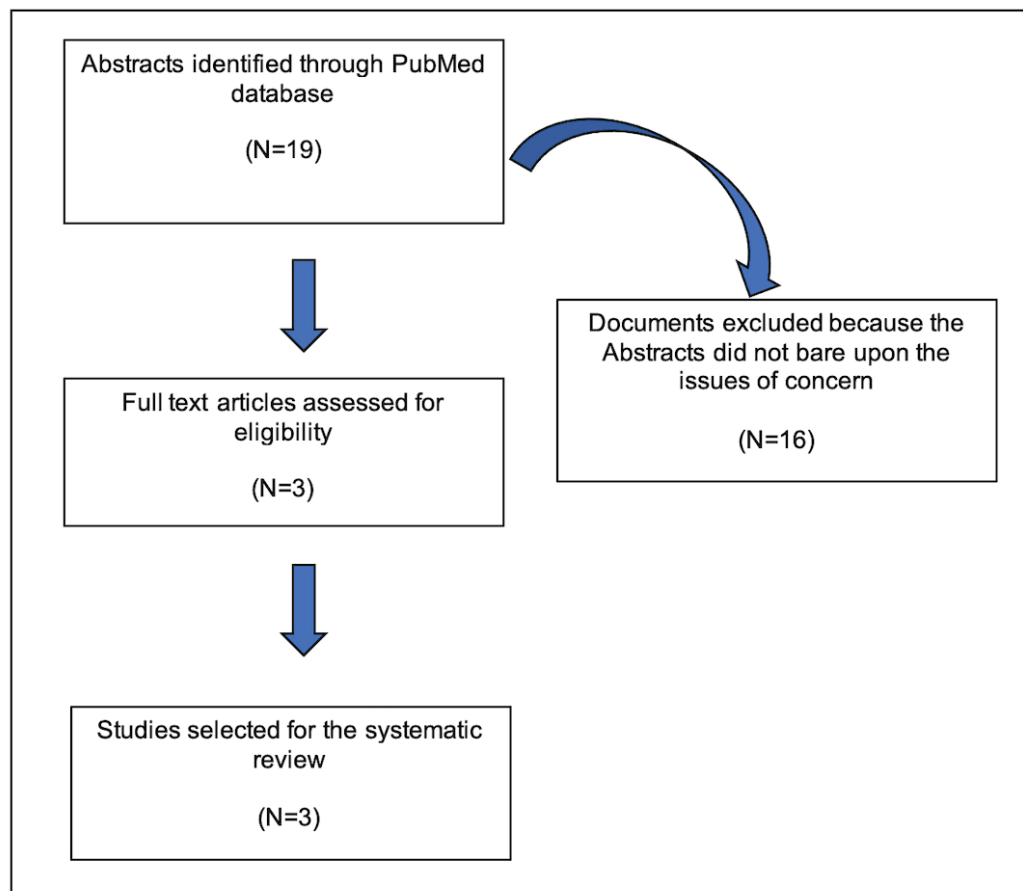 Abstracts identified through PubMed
database
(N=19)
Documents excluded because the
Abstracts did not bare upon the
issues of concern
(N=16)
Full text articles assessed for
eligibility
(N=3)
Studies selected for the systematic
review
(N=3)